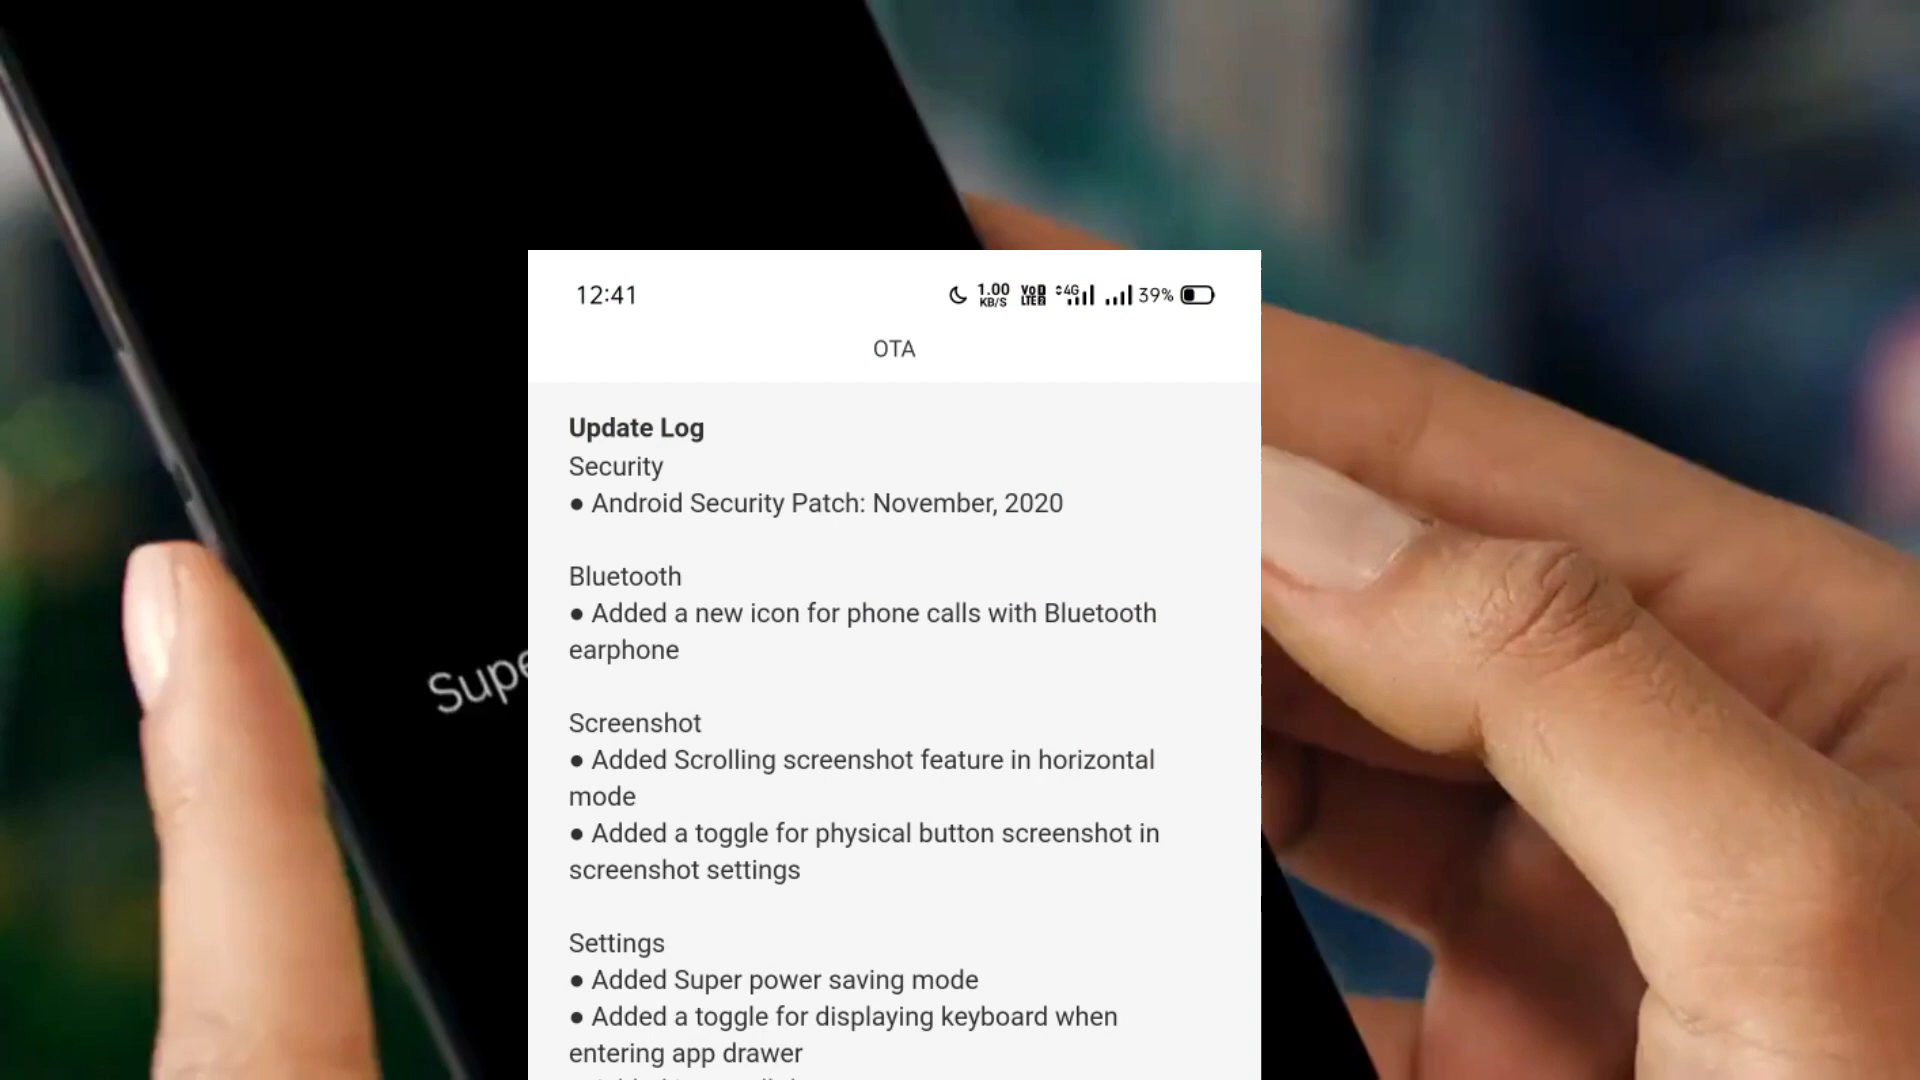 12:41
1.00 KB/S VoD LTE2 4G 39%
OTA
Update Log
Security
● Android Security Patch: November, 2020
Bluetooth
● Added a new icon for phone calls with Bluetooth
earphone
Screenshot
● Added Scrolling screenshot feature in horizontal
mode
● Added a toggle for physical button screenshot in
screenshot settings
Supe
Settings
● Added Super power saving mode
● Added a toggle for displaying keyboard when
entering app drawer